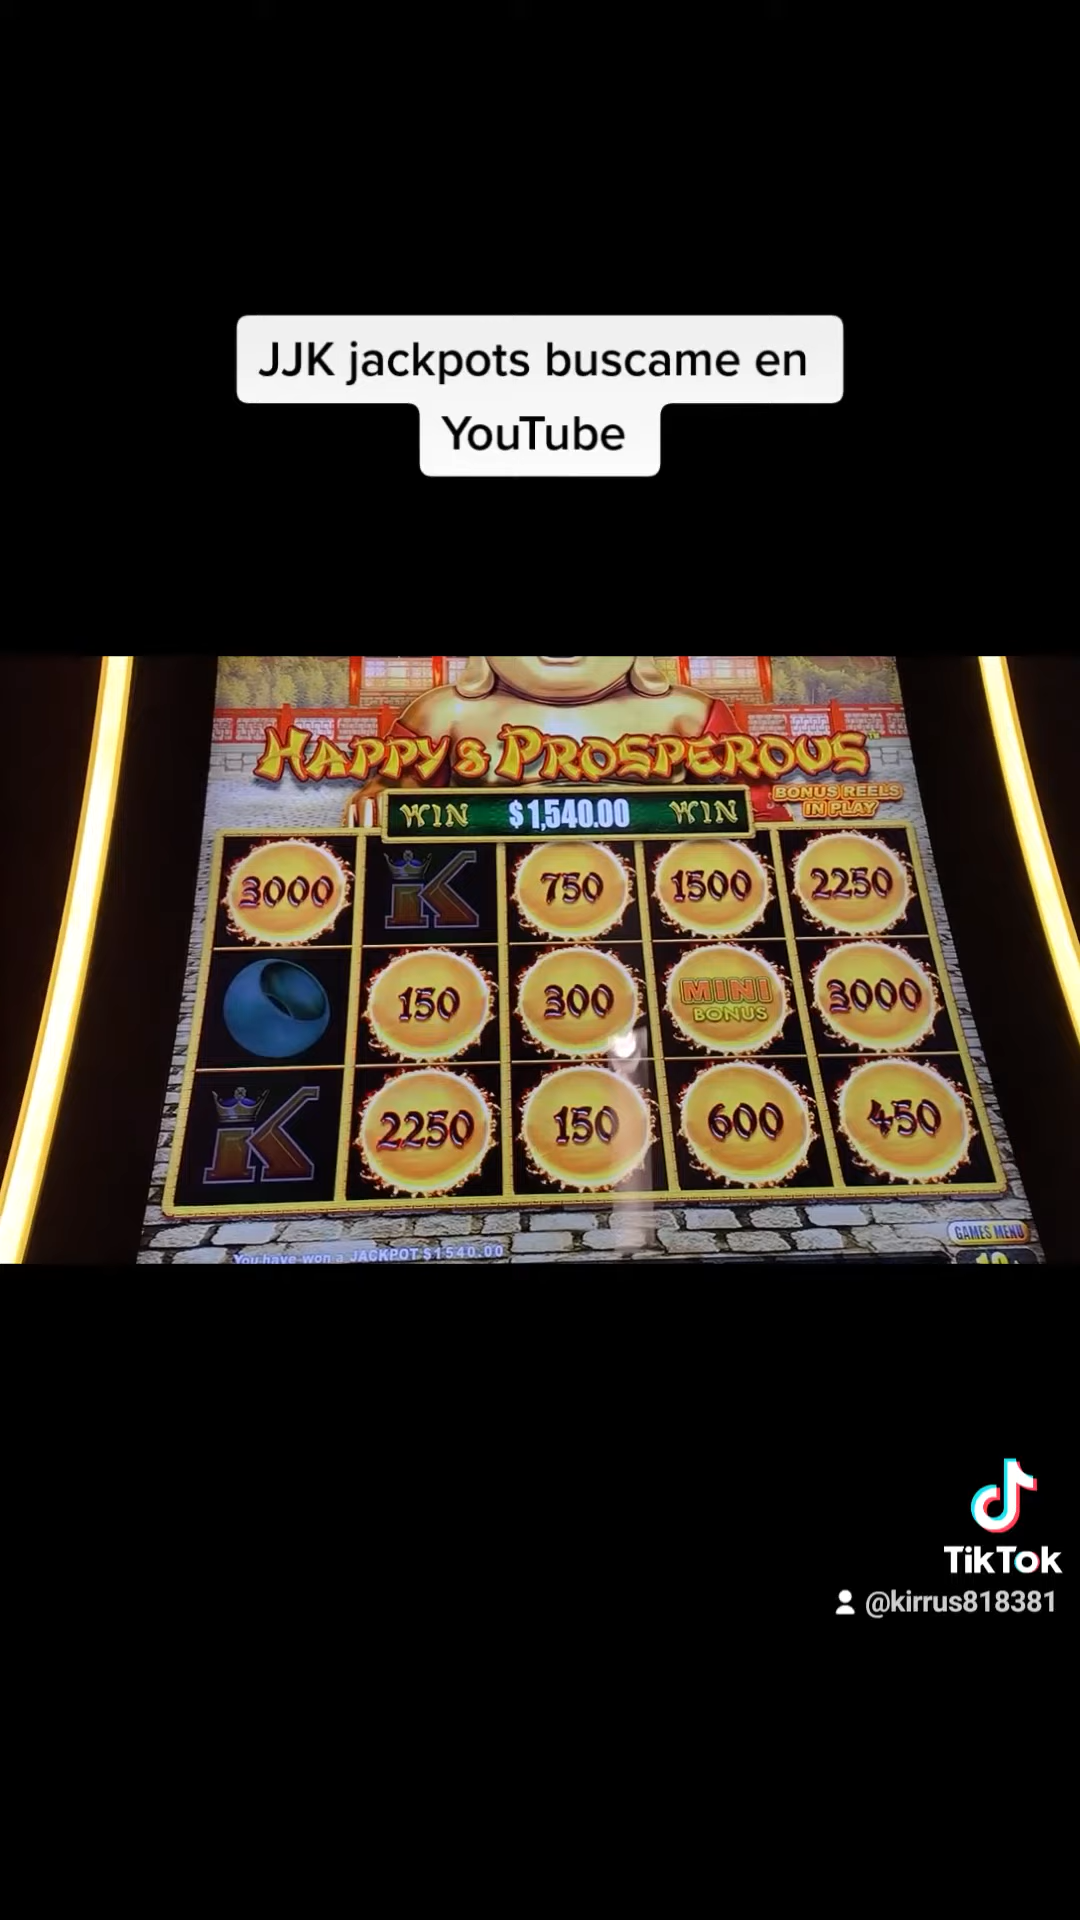 JJK jackpots buscame en
YouTube
HAPPY & PROSPEROUS™
WIN $1,540.00 WIN
BONUS REELS
IN PLAY
3000 K 750 1500 2250
150 300 MINI BONUS 3000
K 2250 150 600 450
You have won a JACKPOT $1540.00
GAMES MENU
TikTok
@kirrus818381